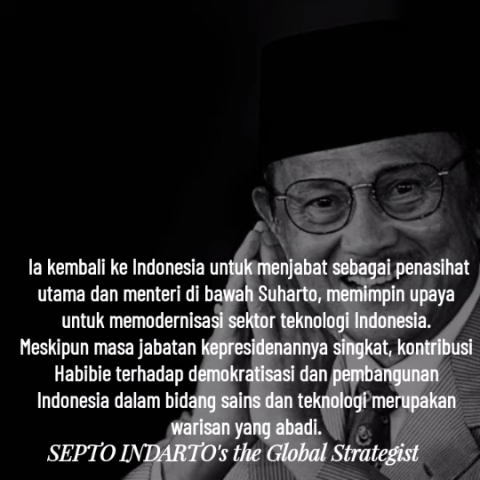 Ia kembali ke Indonesia untuk menjabat sebagai penasihat
utama dan menteri di bawah Suharto, memimpin upaya
untuk memodernisasi sektor teknologi Indonesia.
Meskipun masa jabatan kepresidenannya singkat, kontribusi
Habibie terhadap demokratisasi dan pembangunan
Indonesia dalam bidang sains dan teknologi merupakan
warisan yang abadi.
SEPTO INDARTO's the Global Strategist